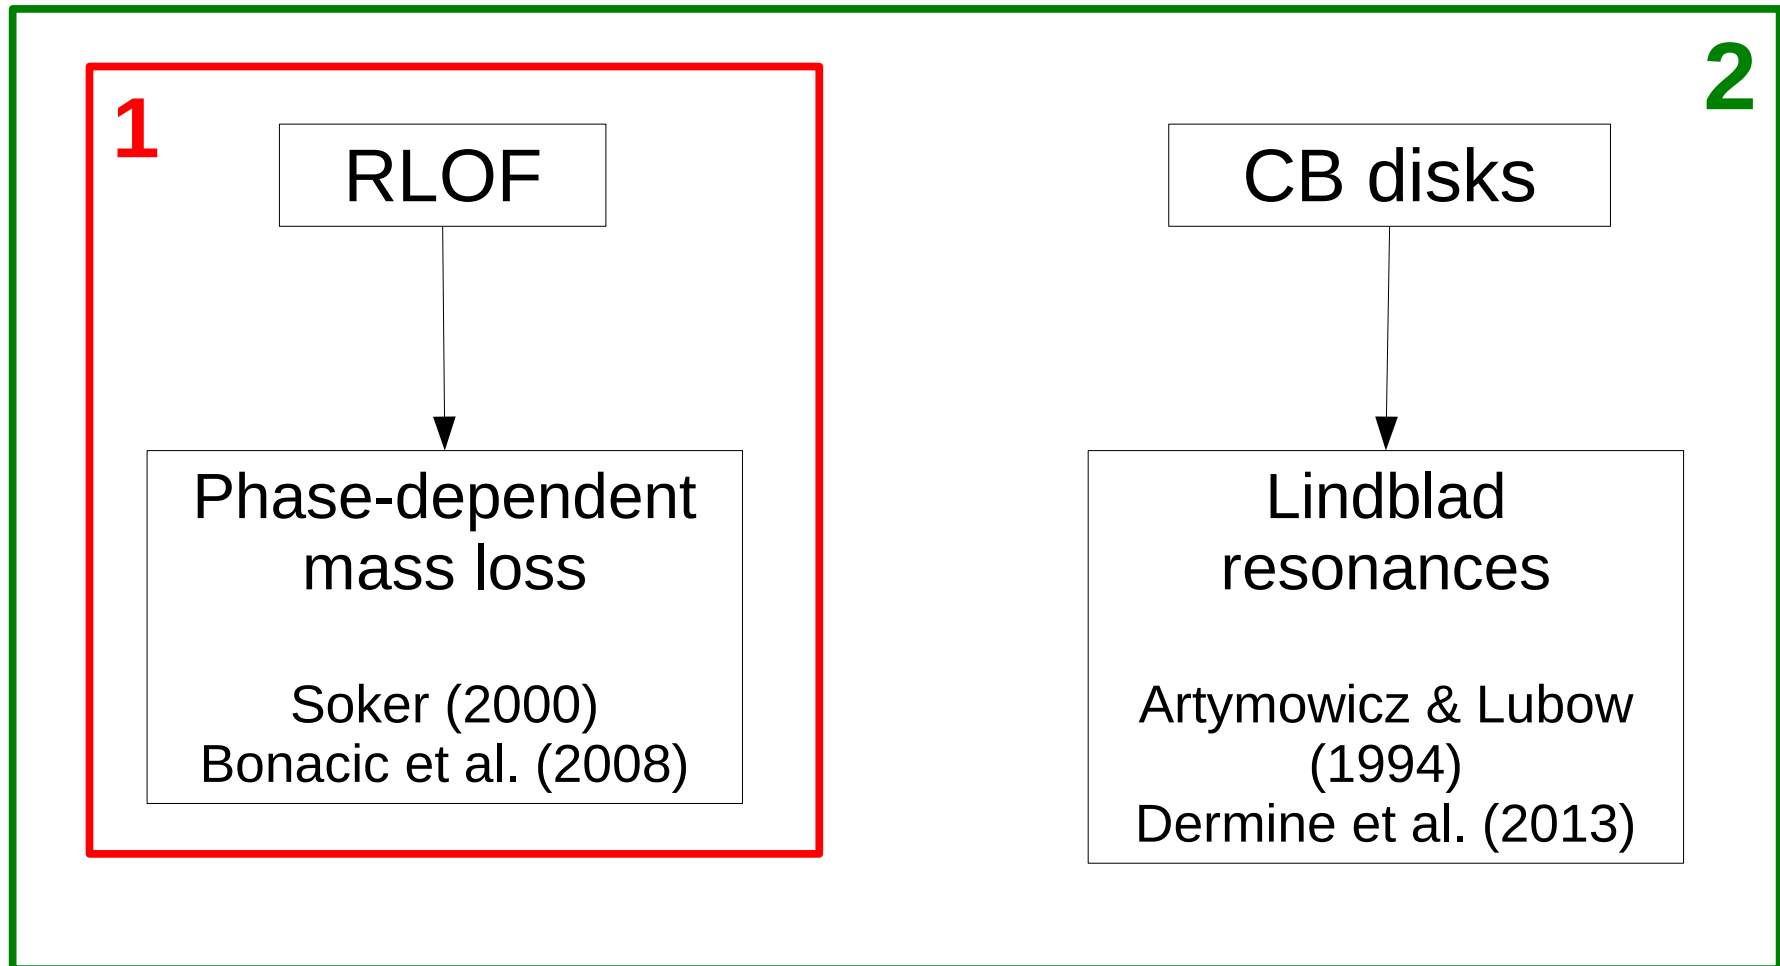 1
2
RLOF
CB disks
Phase-dependent
mass loss
Soker (2000)
Bonacic et al. (2008)
Lindblad
resonances
Artymowicz & Lubow
(1994)
Dermine et al. (2013)